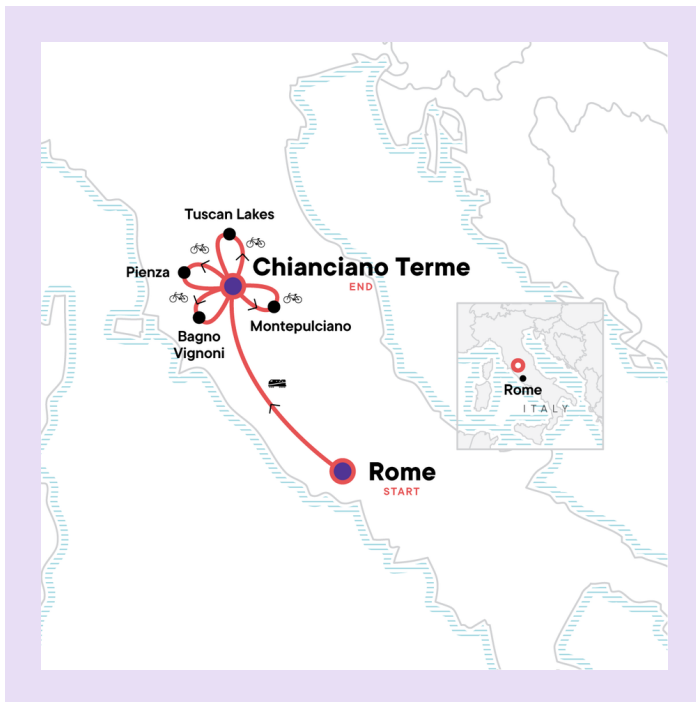 Tuscan Lakes
Chianciano Terme
END
Pienza
Montepulciano
Bagno
Vignoni
Rome
ITALY
Rome
START